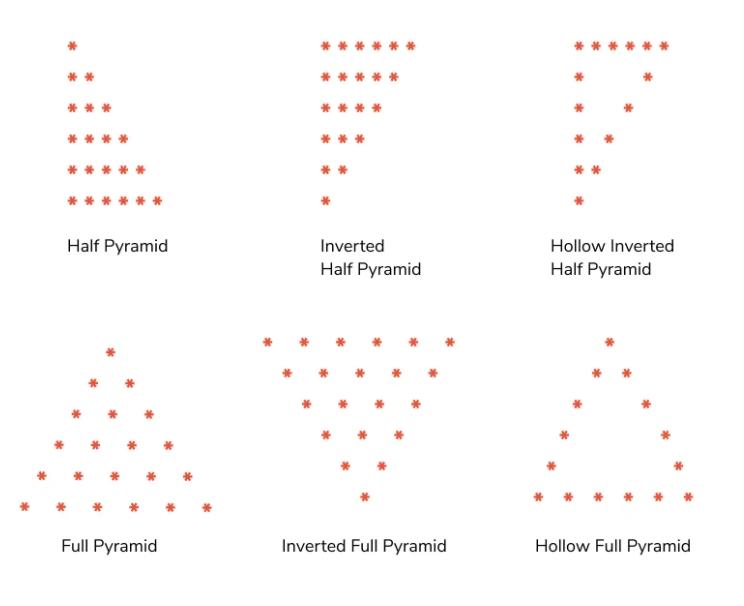 *
* *
* * *
* * * *
* * * * *
* * * * * *
Half Pyramid
* * * * * *
* * * * *
* * * *
* * *
* *
*
Inverted
Half Pyramid
* * * * * *
*       *
*     *
*   *
* *
*
Hollow Inverted
Half Pyramid
     *
    * *
   * * *
  * * * *
 * * * * *
* * * * * *
Full Pyramid
* * * * * *
 * * * * *
  * * * *
   * * *
    * *
     *
Inverted Full Pyramid
     *
    * *
   *   *
  *     *
 *       *
* * * * * *
Hollow Full Pyramid